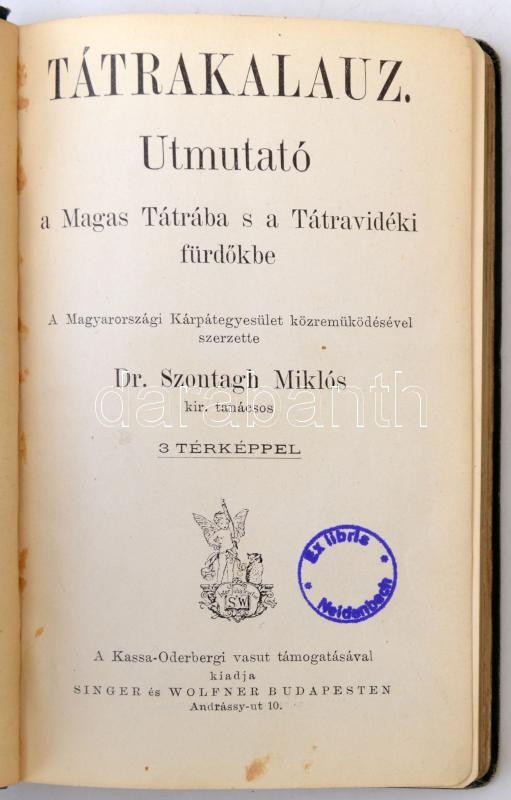 TÁTRAKALAUZ.
Utmutató
a Magas Tátrába s a Tátravidéki
fürdőkbe
A Magyarországi Kárpátegyesület közremüködésével
szerzette
Dr. Szontagh Miklós
kir. tanácsos
darabanth
3 TÉRKÉPPEL
SW
Ex libris
Neidenbach
A Kassa-Oderbergi vasut támogatásával
kiadja
SINGER és WOLFNER BUDAPESTEN
Andrássy-ut 10.